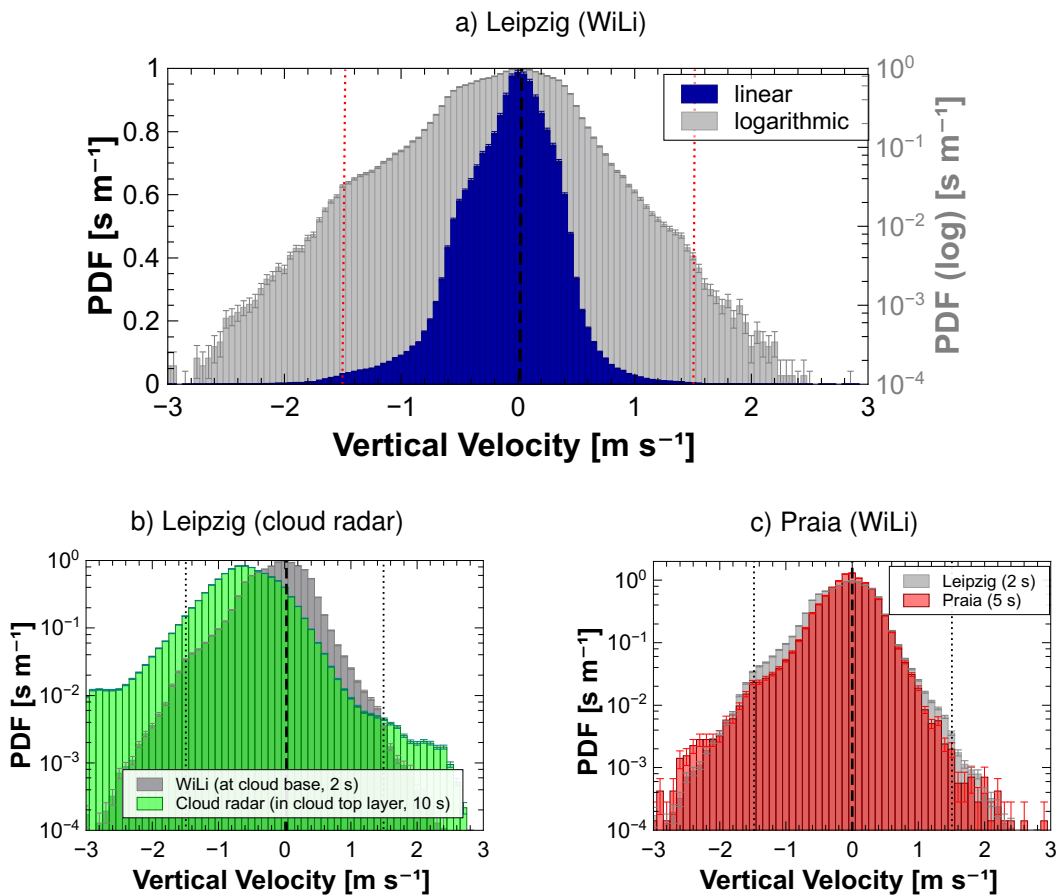 a) Leipzig (WiLi)
1
0.8
0.6
0.4
0.2
0
PDF [s m⁻¹]
10⁰
10⁻¹
10⁻²
10⁻³
10⁻⁴
PDF (log) [s m⁻¹]
linear
logarithmic
−3 −2 −1 0 1 2 3
Vertical Velocity [m s⁻¹]
b) Leipzig (cloud radar)
10⁰
10⁻¹
10⁻²
10⁻³
10⁻⁴
PDF [s m⁻¹]
WiLi (at cloud base, 2 s)
Cloud radar (in cloud top layer, 10 s)
−3 −2 −1 0 1 2 3
Vertical Velocity [m s⁻¹]
c) Praia (WiLi)
10⁰
10⁻¹
10⁻²
10⁻³
10⁻⁴
PDF [s m⁻¹]
Leipzig (2 s)
Praia (5 s)
−3 −2 −1 0 1 2 3
Vertical Velocity [m s⁻¹]